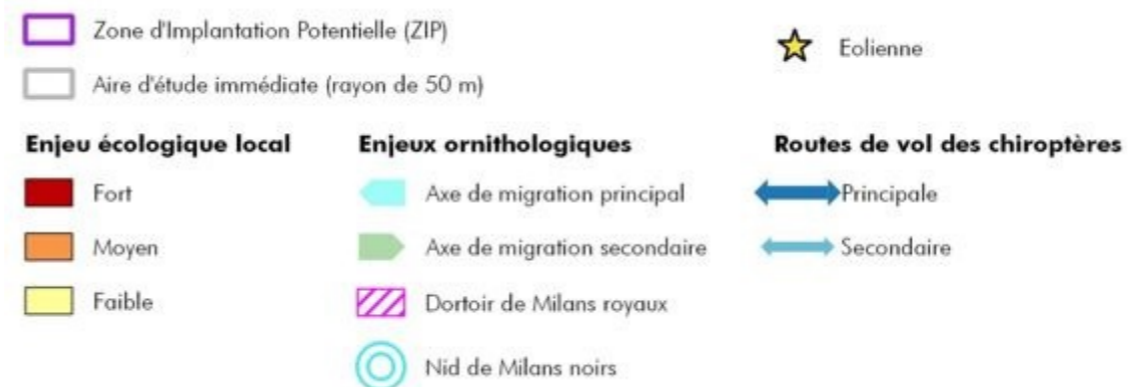 Zone d'Implantation Potentielle (ZIP)
Aire d'étude immédiate (rayon de 50 m)
Eolienne
Enjeu écologique local
Fort
Moyen
Faible
Enjeux ornithologiques
Axe de migration principal
Axe de migration secondaire
Dortoir de Milans royaux
Nid de Milans noirs
Routes de vol des chiroptères
Principale
Secondaire